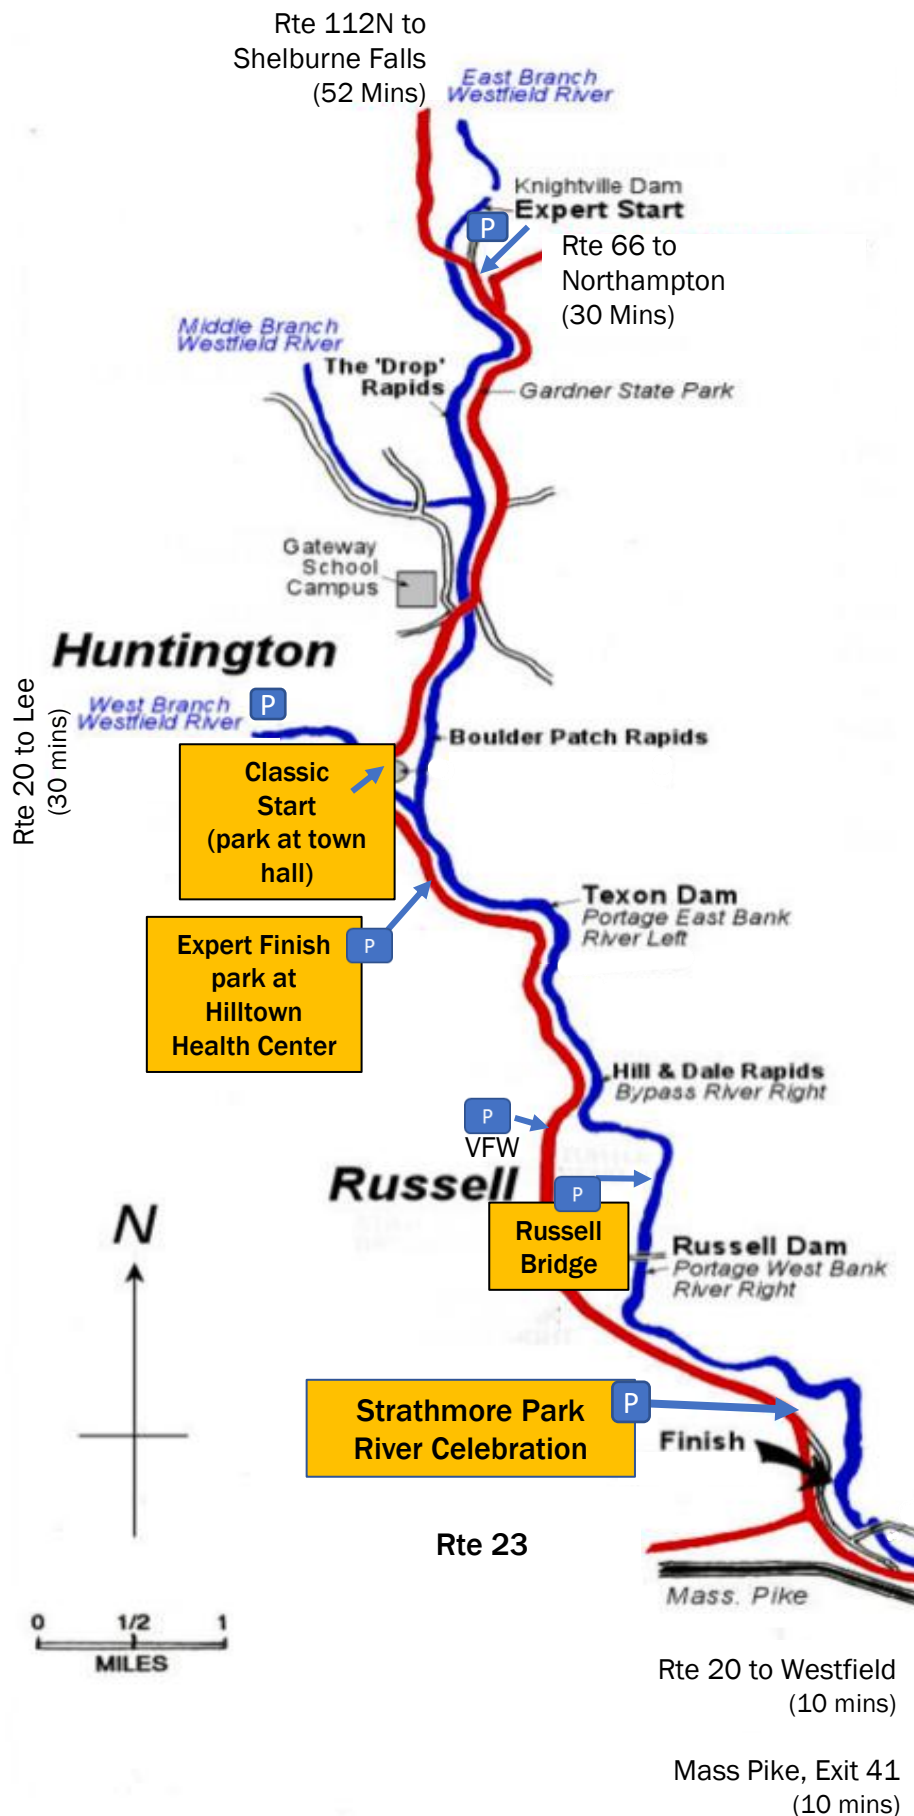 Rte 112N to
Shelburne Falls
(52 Mins)
East Branch
Westfield River
Knightville Dam
Expert Start
P
Rte 66 to
Northampton
(30 Mins)
Middle Branch
Westfield River
The 'Drop'
Rapids
Gardner State Park
Gateway
School
Campus
Huntington
West Branch
Westfield River
P
Rte 20 to Lee
(30 mins)
Boulder Patch Rapids
Classic
Start
(park at town
hall)
Texon Dam
Portage East Bank
River Left
Expert Finish
park at
Hilltown
Health Center
P
Hill & Dale Rapids
Bypass River Right
P
VFW
Russell
P
Russell
Bridge
Russell Dam
Portage West Bank
River Right
N
Strathmore Park
River Celebration
P
Finish
Rte 23
Mass. Pike
0 1/2 1
MILES
Rte 20 to Westfield
(10 mins)
Mass Pike, Exit 41
(10 mins)